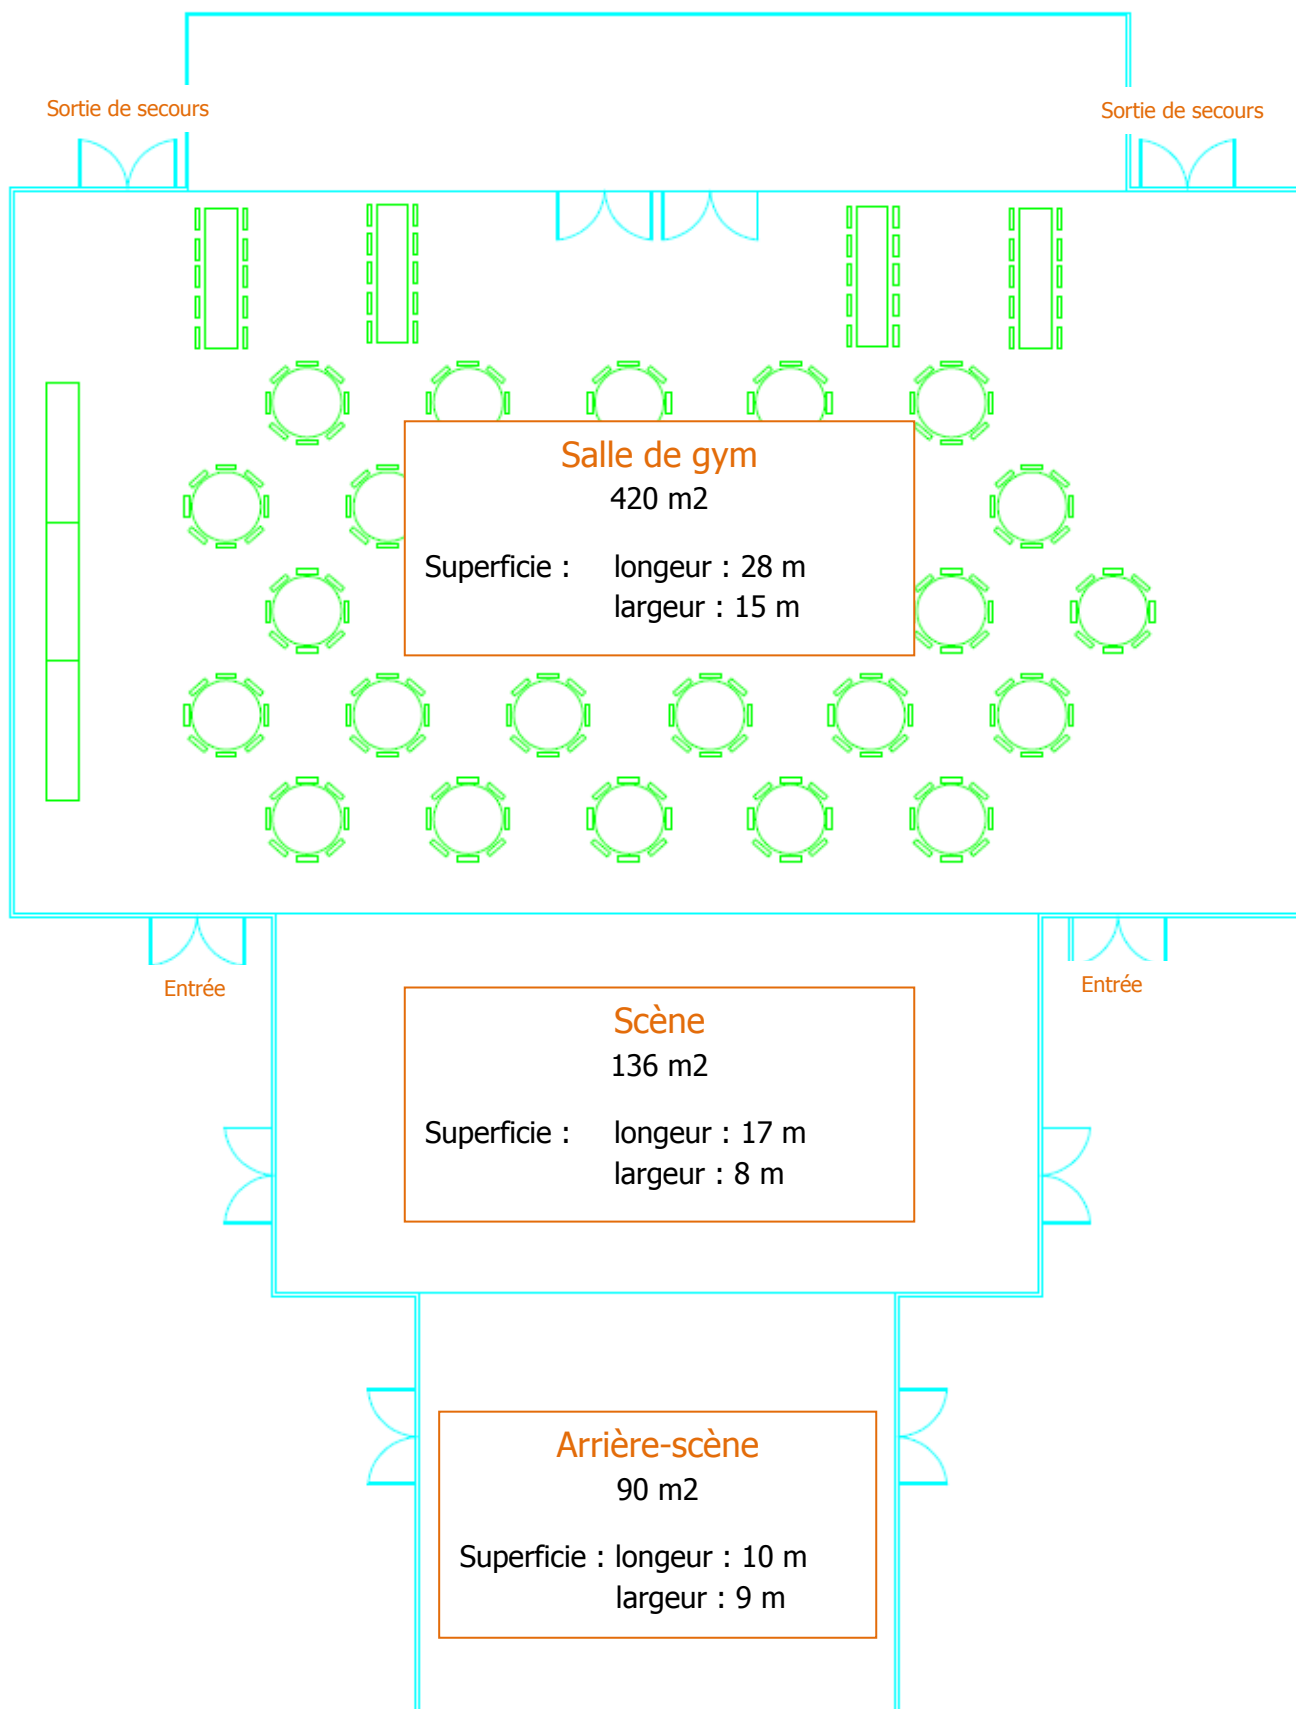 Sortie de secours
Sortie de secours
Salle de gym
420 m2
Superficie : longeur : 28 m
largeur : 15 m
Entrée
Entrée
Scène
136 m2
Superficie : longeur : 17 m
largeur : 8 m
Arrière-scène
90 m2
Superficie : longeur : 10 m
largeur : 9 m